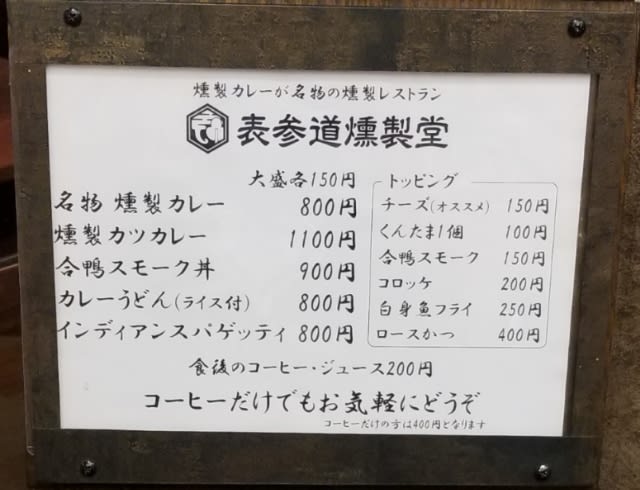 燻製カレーが名物の燻製レストラン
表参道燻製堂
大盛各150円
名物 燻製カレー 800円
燻製カツカレー 1100円
合鴨スモーク丼 900円
カレーうどん(ライス付) 800円
インディアンスパゲッティ 800円
トッピング
チーズ(オススメ) 150円
くんたま1個 100円
合鴨スモーク 150円
コロッケ 200円
白身魚フライ 250円
ロースかつ 400円
食後のコーヒー・ジュース200円
コーヒーだけでもお気軽にどうぞ
コーヒーだけの方は400円となります